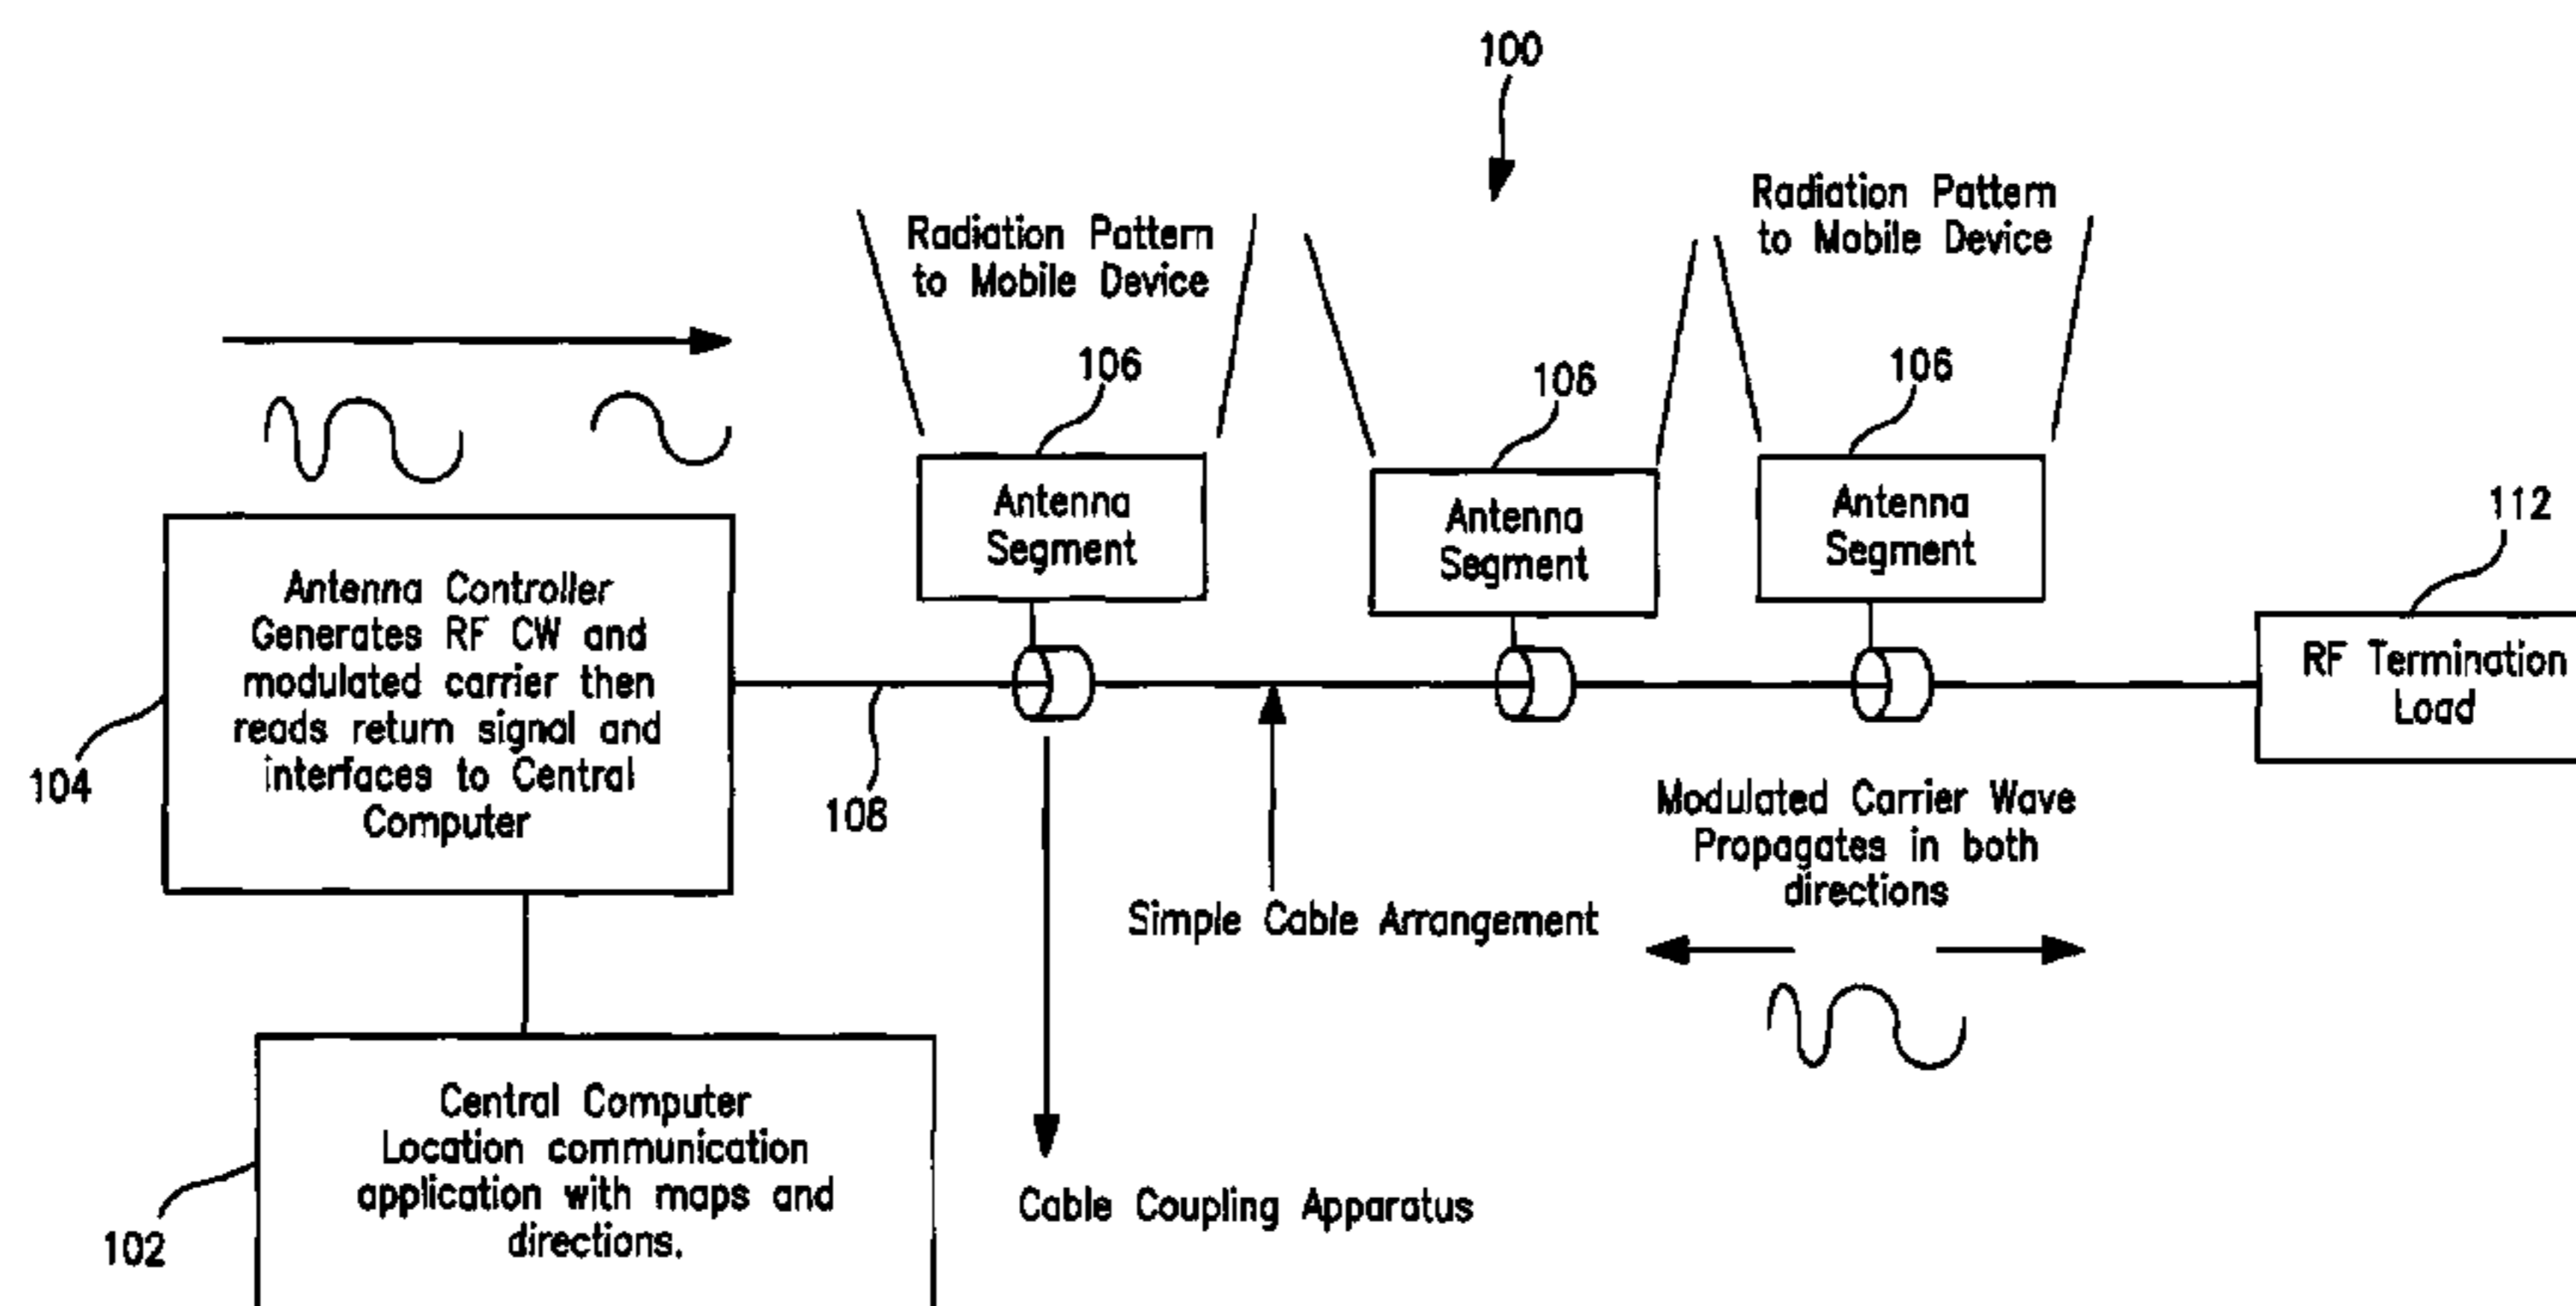 100
Radiation Pattern
to Mobile Device
Radiation Pattern
to Mobile Device
106
106
106
Antenna
Segment
Antenna
Segment
Antenna
Segment
112
RF Termination
Load
Antenna Controller
Generates RF CW and
modulated carrier then
reads return signal and
interfaces to Central
Computer
104
108
Simple Cable Arrangement
Modulated Carrier Wave
Propagates in both
directions
Central Computer
Location communication
application with maps and
directions.
102
Cable Coupling Apparatus